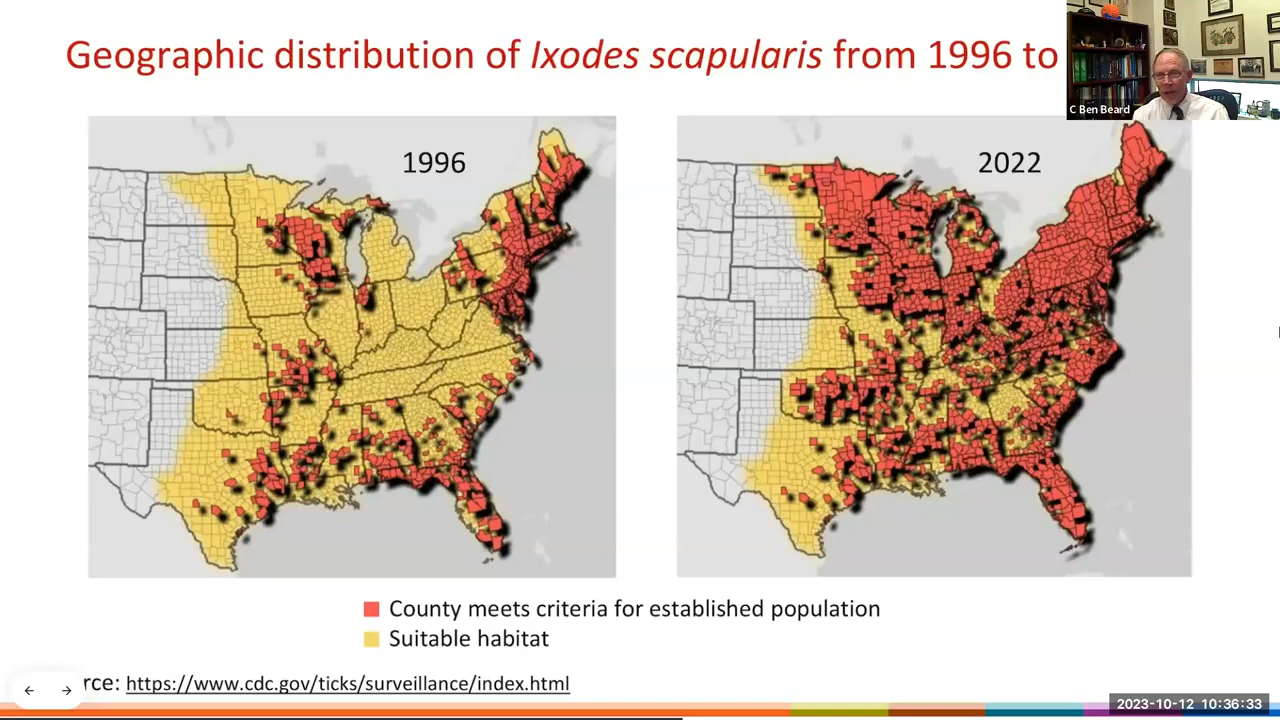 Geographic distribution of Ixodes scapularis from 1996 to
C Ben Beard
1996
2022
County meets criteria for established population
Suitable habitat
rce: https://www.cdc.gov/ticks/surveillance/index.html
2023-10-12 10:36:33